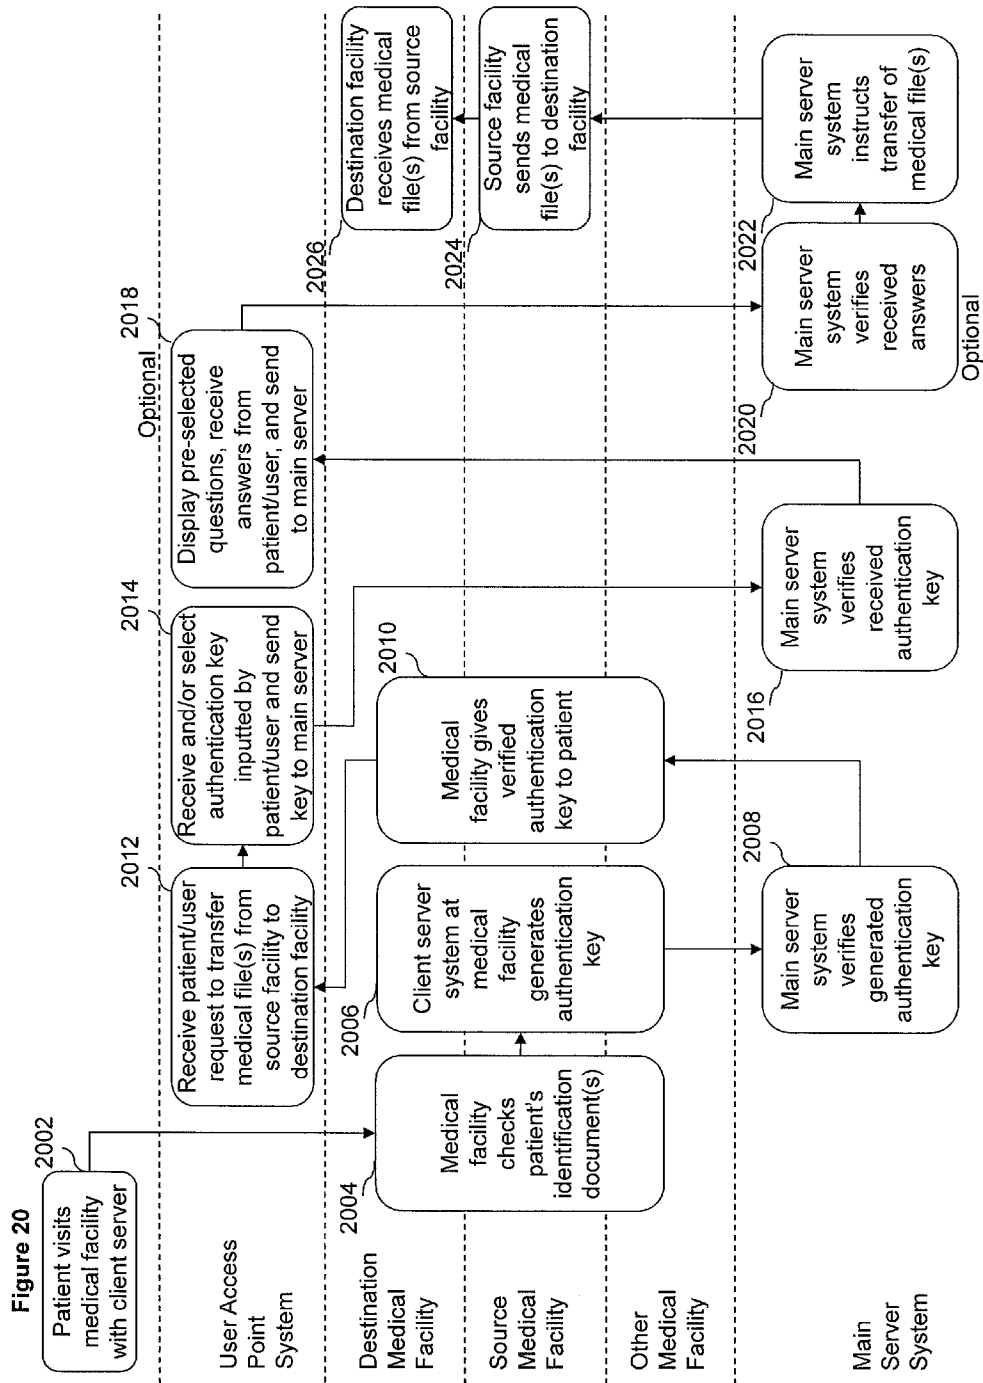 Figure 20
2002
Patient visits
medical facility
with client server
User Access
Point
System
2012
Receive patient/user
request to transfer
medical file(s) from
source facility to
destination facility
2014
Receive and/or select
authentication key
inputted by
patient/user and send
key to main server
2018
Optional
Display pre-selected
questions, receive
answers from
patient/user, and send
to main server
Destination
Medical
Facility
Source
Medical
Facility
Other
Medical
Facility
2004
Medical
facility
checks
patient's
identification
document(s)
2006
Client server
system at
medical
facility
generates
authentication
key
2010
Medical
facility gives
verified
authentication
key to patient
2026
Destination facility
receives medical
file(s) from source
facility
2024
Source facility
sends medical
file(s) to destination
facility
Main
Server
System
2008
Main server
system
verifies
generated
authentication
key
2016
Main server
system
verifies
received
authentication
key
2020
Main server
system
verifies
received
answers
Optional
2022
Main server
system
instructs
transfer of
medical file(s)